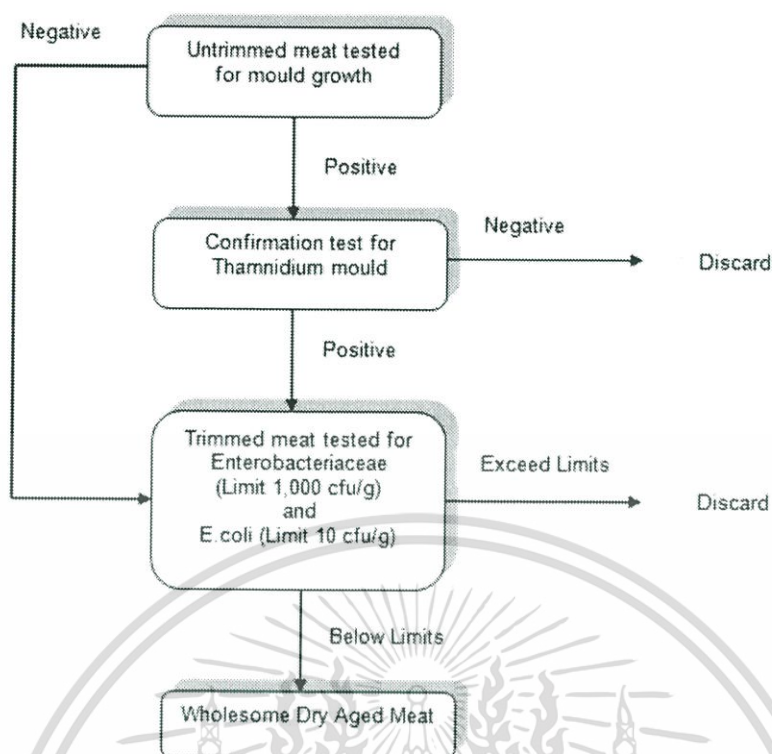 Negative
Untrimmed meat tested
for mould growth
Positive
Confirmation test for
Thamnidium mould
Negative
Discard
Positive
Trimmed meat tested for
Enterobacteriaceae
(Limit 1,000 cfu/g)
and
E.coli (Limit 10 cfu/g)
Exceed Limits
Discard
Below Limits
Wholesome Dry Aged Meat